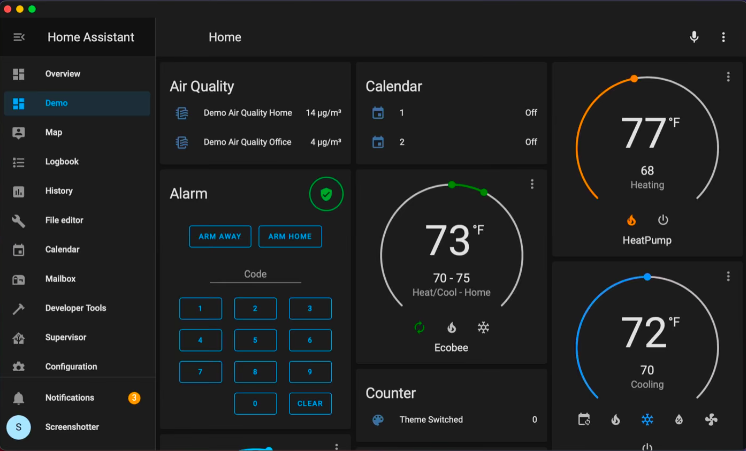 Home Assistant
Home
Overview
Demo
Map
Logbook
History
File editor
Calendar
Mailbox
Developer Tools
Supervisor
Configuration
Notifications 3
S Screenshotter
Air Quality
Demo Air Quality Home 14 µg/m³
Demo Air Quality Office 4 µg/m³
Alarm
ARM AWAY ARM HOME
Code
1 2 3
4 5 6
7 8 9
0 CLEAR
Calendar
1 Off
2 Off
73 °F
70 - 75
Heat/Cool - Home
Ecobee
Counter
Theme Switched 0
77 °F
68
Heating
HeatPump
72 °F
70
Cooling